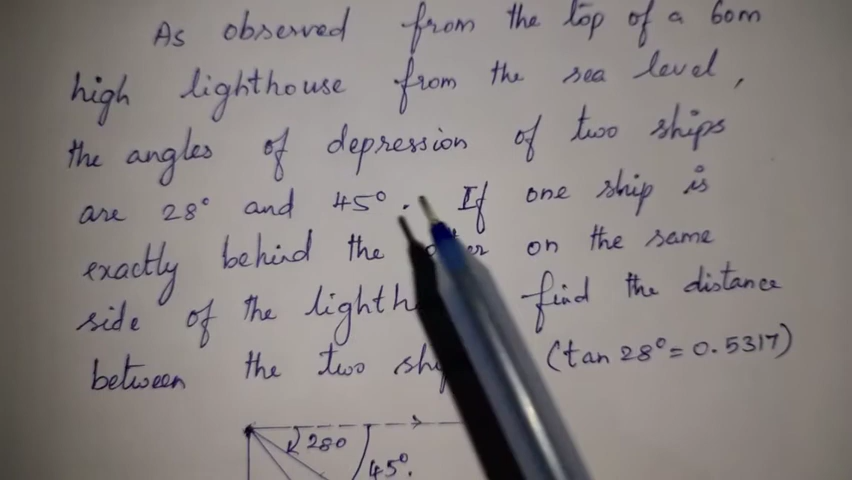 As observed from the top of a 60m
high lighthouse from the sea level,
the angles of depression of two ships
are 28° and 45°. If one ship is
exactly behind the on the same
side of the find the distance
between the two (tan 28° = 0.5317)
280
45°.